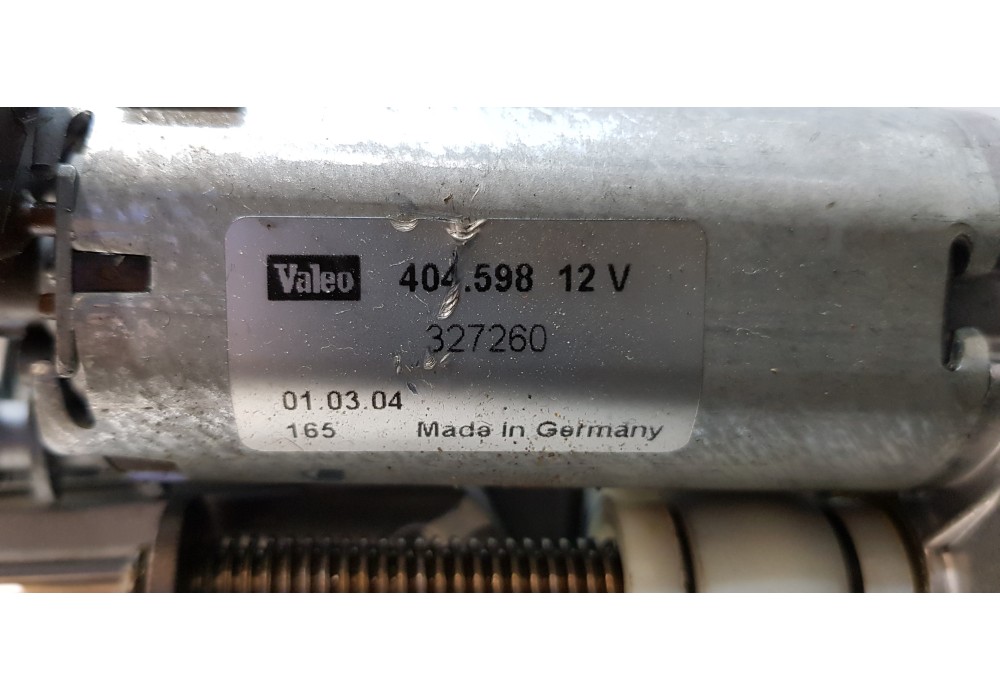 Valeo 404.598 12 V
327260
01.03.04
165 Made in Germany